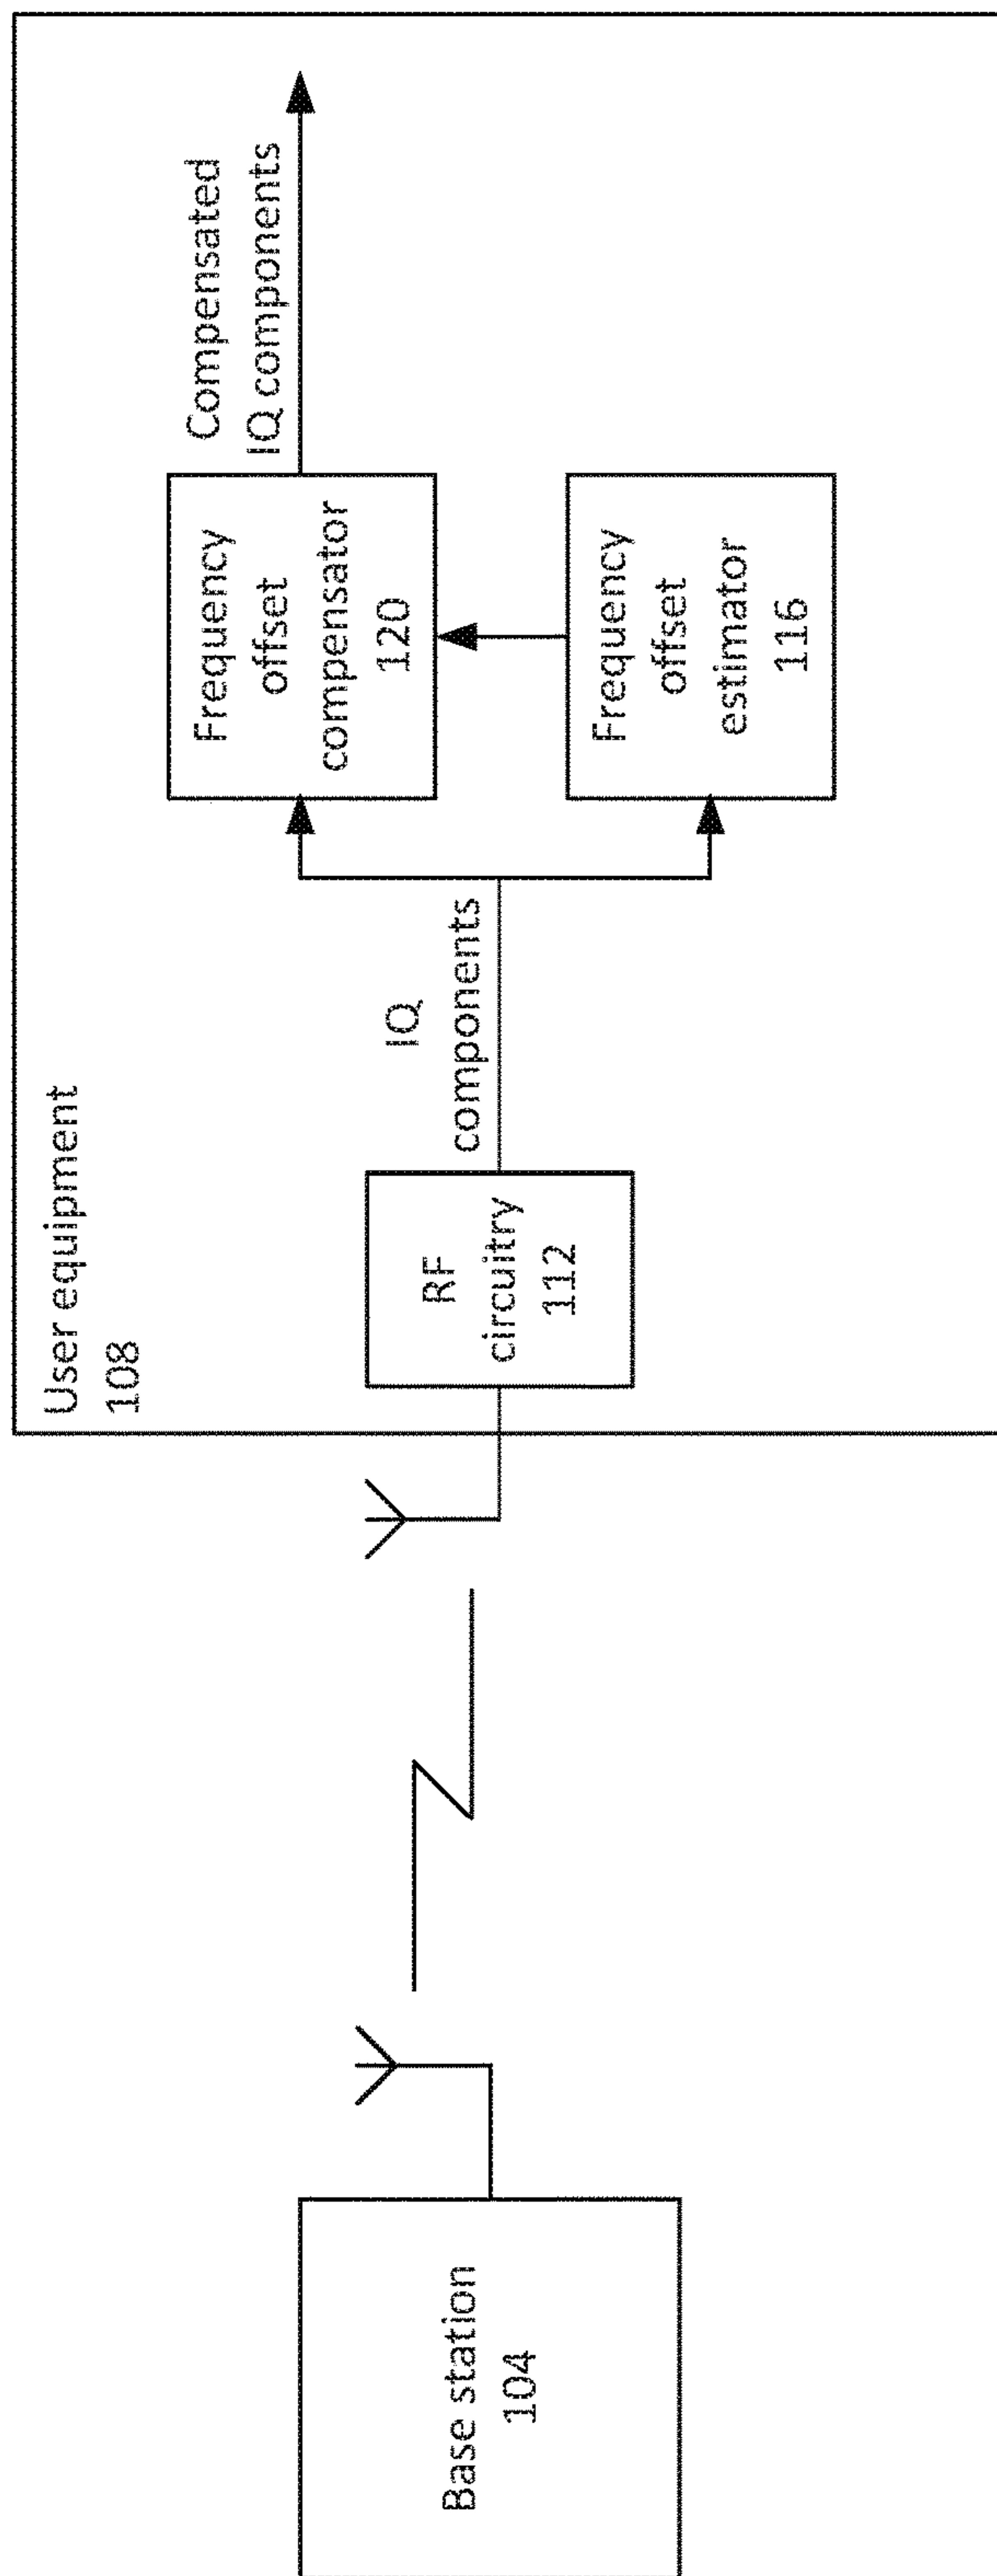 User equipment
108
Base station
104
RF
circuitry
112
IQ
components
Frequency
offset
compensator
120
Frequency
offset
estimator
116
Compensated
IQ components